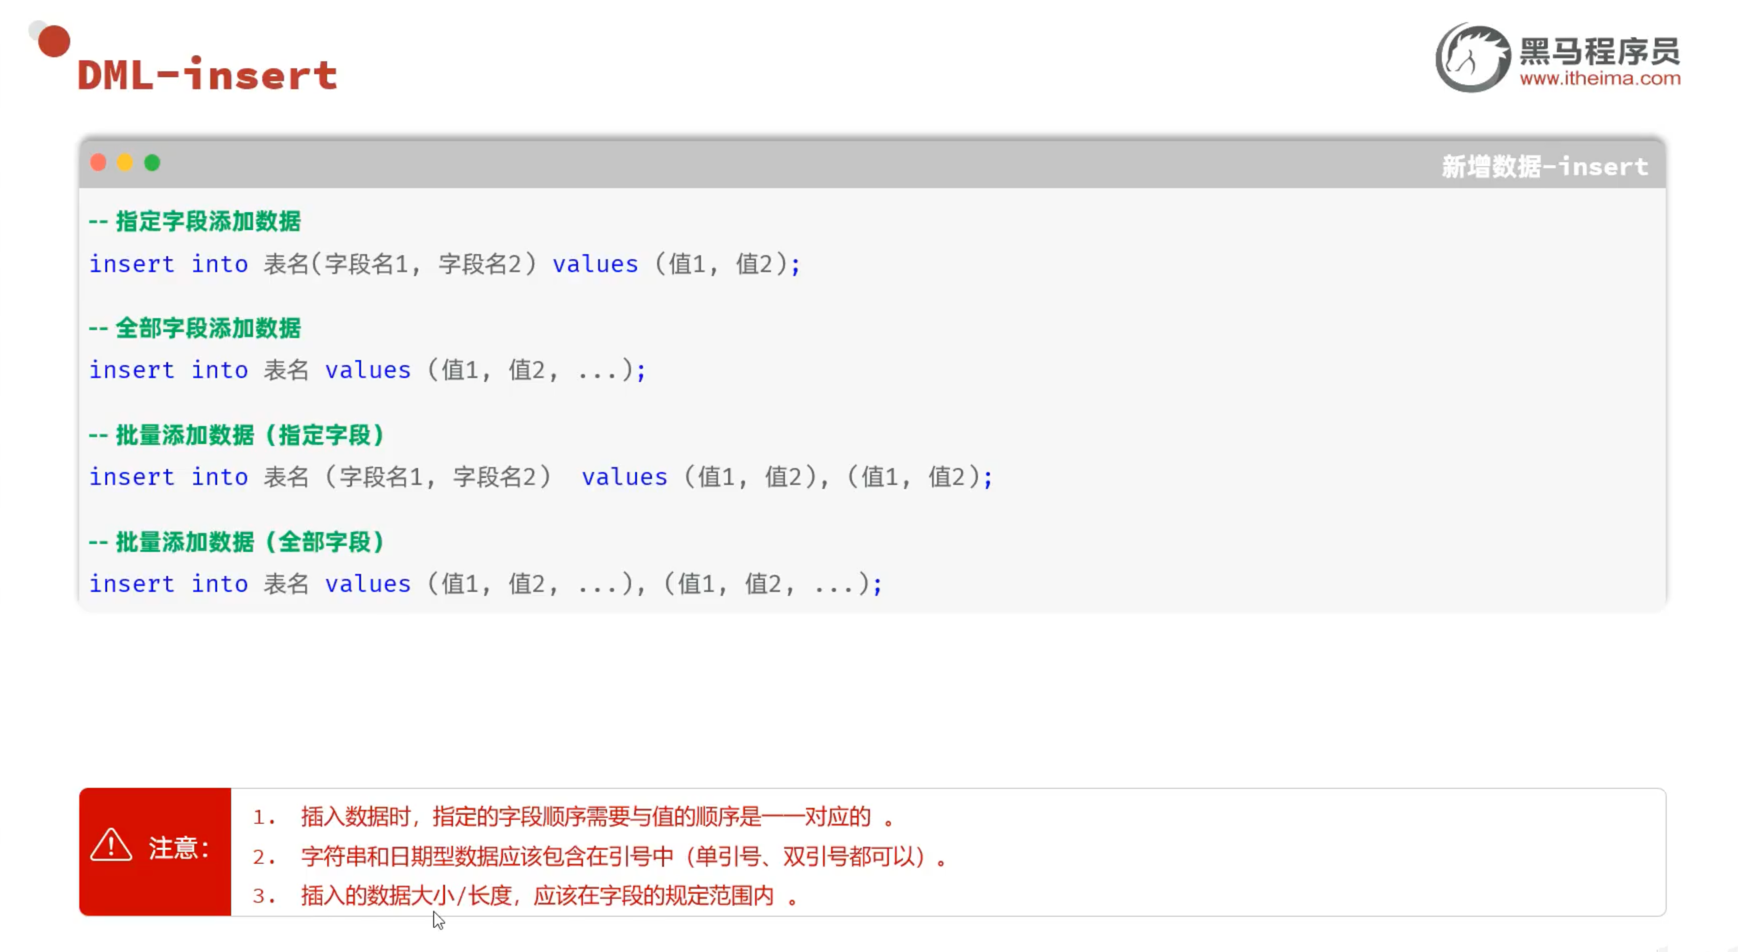 DML-insert
黑马程序员
www.itheima.com
新增数据-insert
-- 指定字段添加数据
insert into 表名(字段名1, 字段名2) values (值1, 值2);
-- 全部字段添加数据
insert into 表名 values (值1, 值2, ...);
-- 批量添加数据（指定字段）
insert into 表名 (字段名1, 字段名2) values (值1, 值2), (值1, 值2);
-- 批量添加数据（全部字段）
insert into 表名 values (值1, 值2, ...), (值1, 值2, ...);
注意：
1. 插入数据时，指定的字段顺序需要与值的顺序是一一对应的 。
2. 字符串和日期型数据应该包含在引号中（单引号、双引号都可以）。
3. 插入的数据大小/长度，应该在字段的规定范围内 。